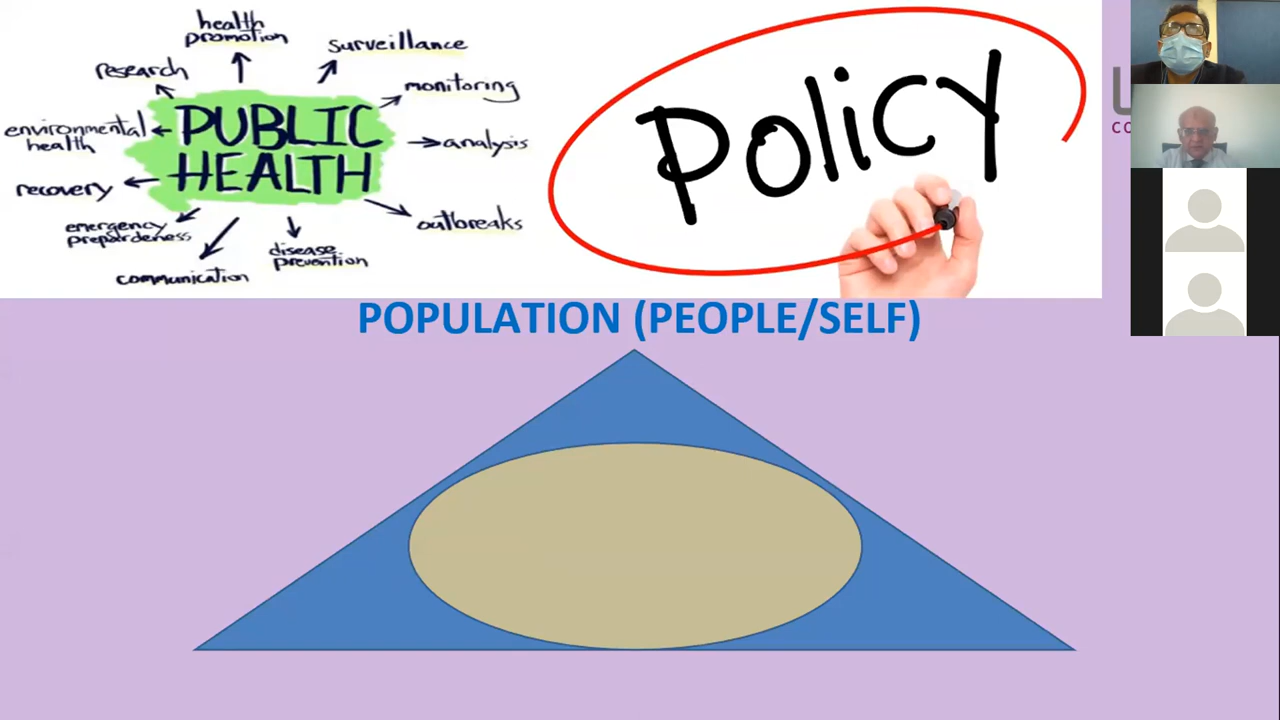 health
promotion
surveillance
research
monitoring
environmental
health
PUBLIC
HEALTH
analysis
recovery
outbreaks
emergency
preparedeness
disease
prevention
communication
Policy
POPULATION (PEOPLE/SELF)